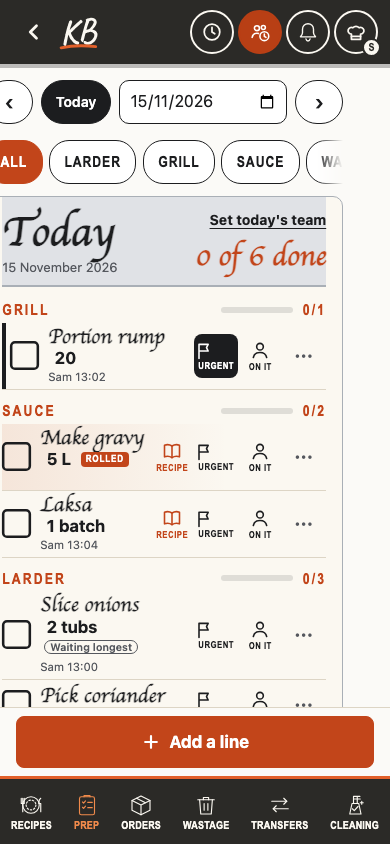 KB
S
‹ Today 15/11/2026 ›
ALL LARDER GRILL SAUCE WA
Today
Set today's team
15 November 2026
0 of 6 done
GRILL 0/1
Portion rump
20
URGENT ON IT
Sam 13:02
SAUCE 0/2
Make gravy
5 L ROLLED
RECIPE URGENT ON IT
Laksa
1 batch
RECIPE URGENT ON IT
Sam 13:04
LARDER 0/3
Slice onions
2 tubs
URGENT ON IT
Waiting longest
Sam 13:00
Pick coriander
+ Add a line
RECIPES PREP ORDERS WASTAGE TRANSFERS CLEANING